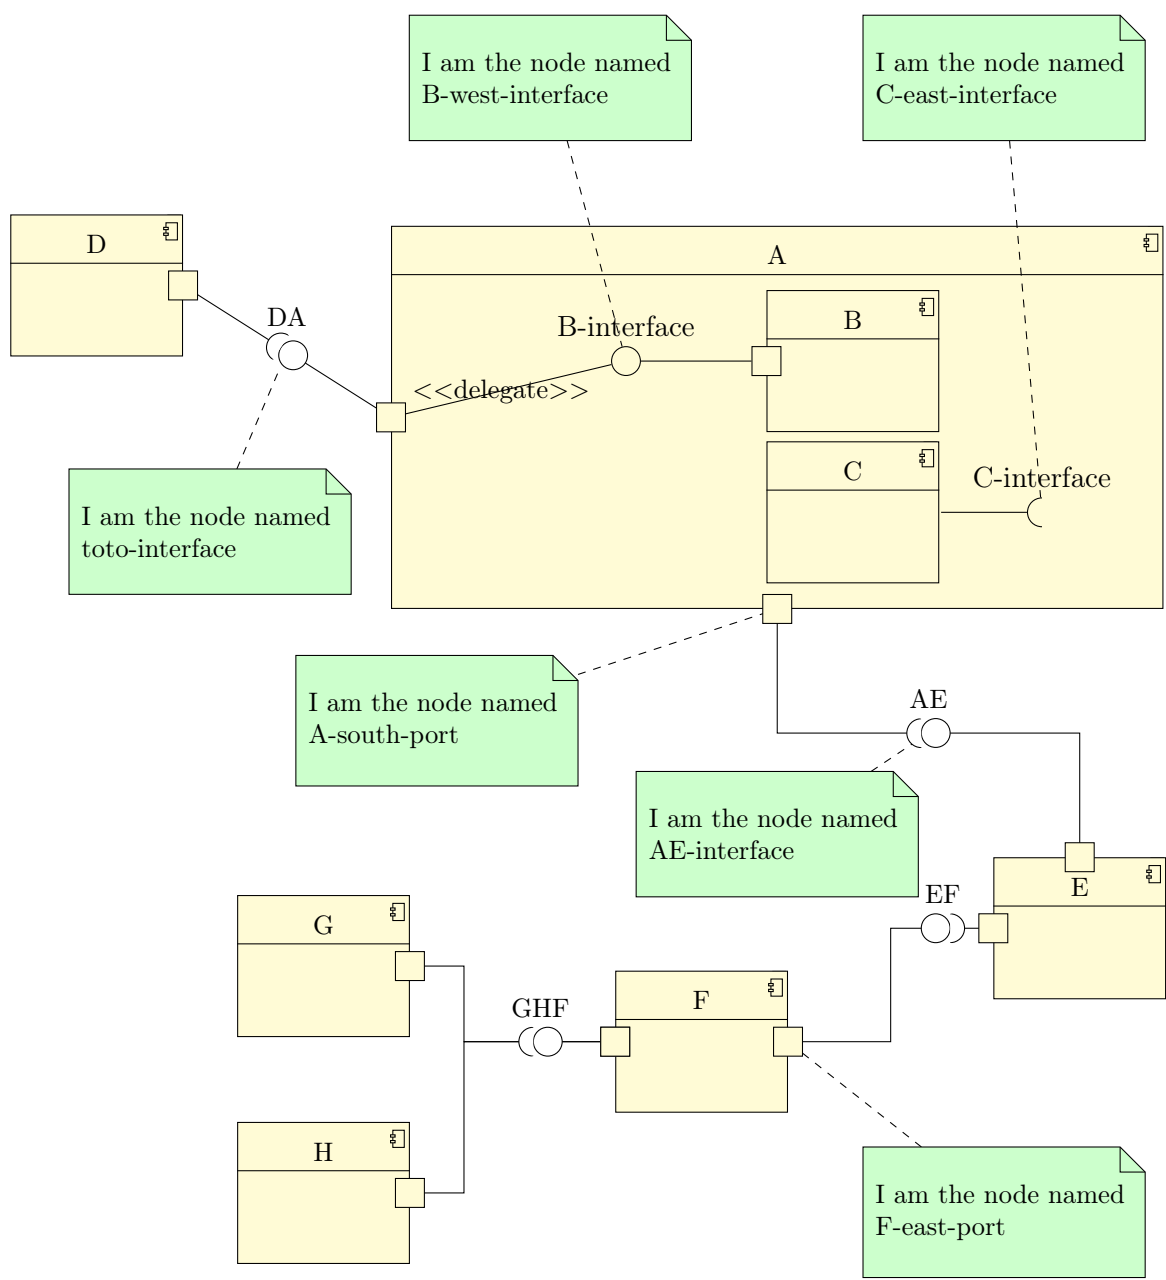 I am the node named
B-west-interface
I am the node named
C-east-interface
D
A
DA
B-interface
B
<<delegate>>
C
C-interface
I am the node named
toto-interface
I am the node named
A-south-port
AE
I am the node named
AE-interface
E
EF
G
GHF
F
H
I am the node named
F-east-port